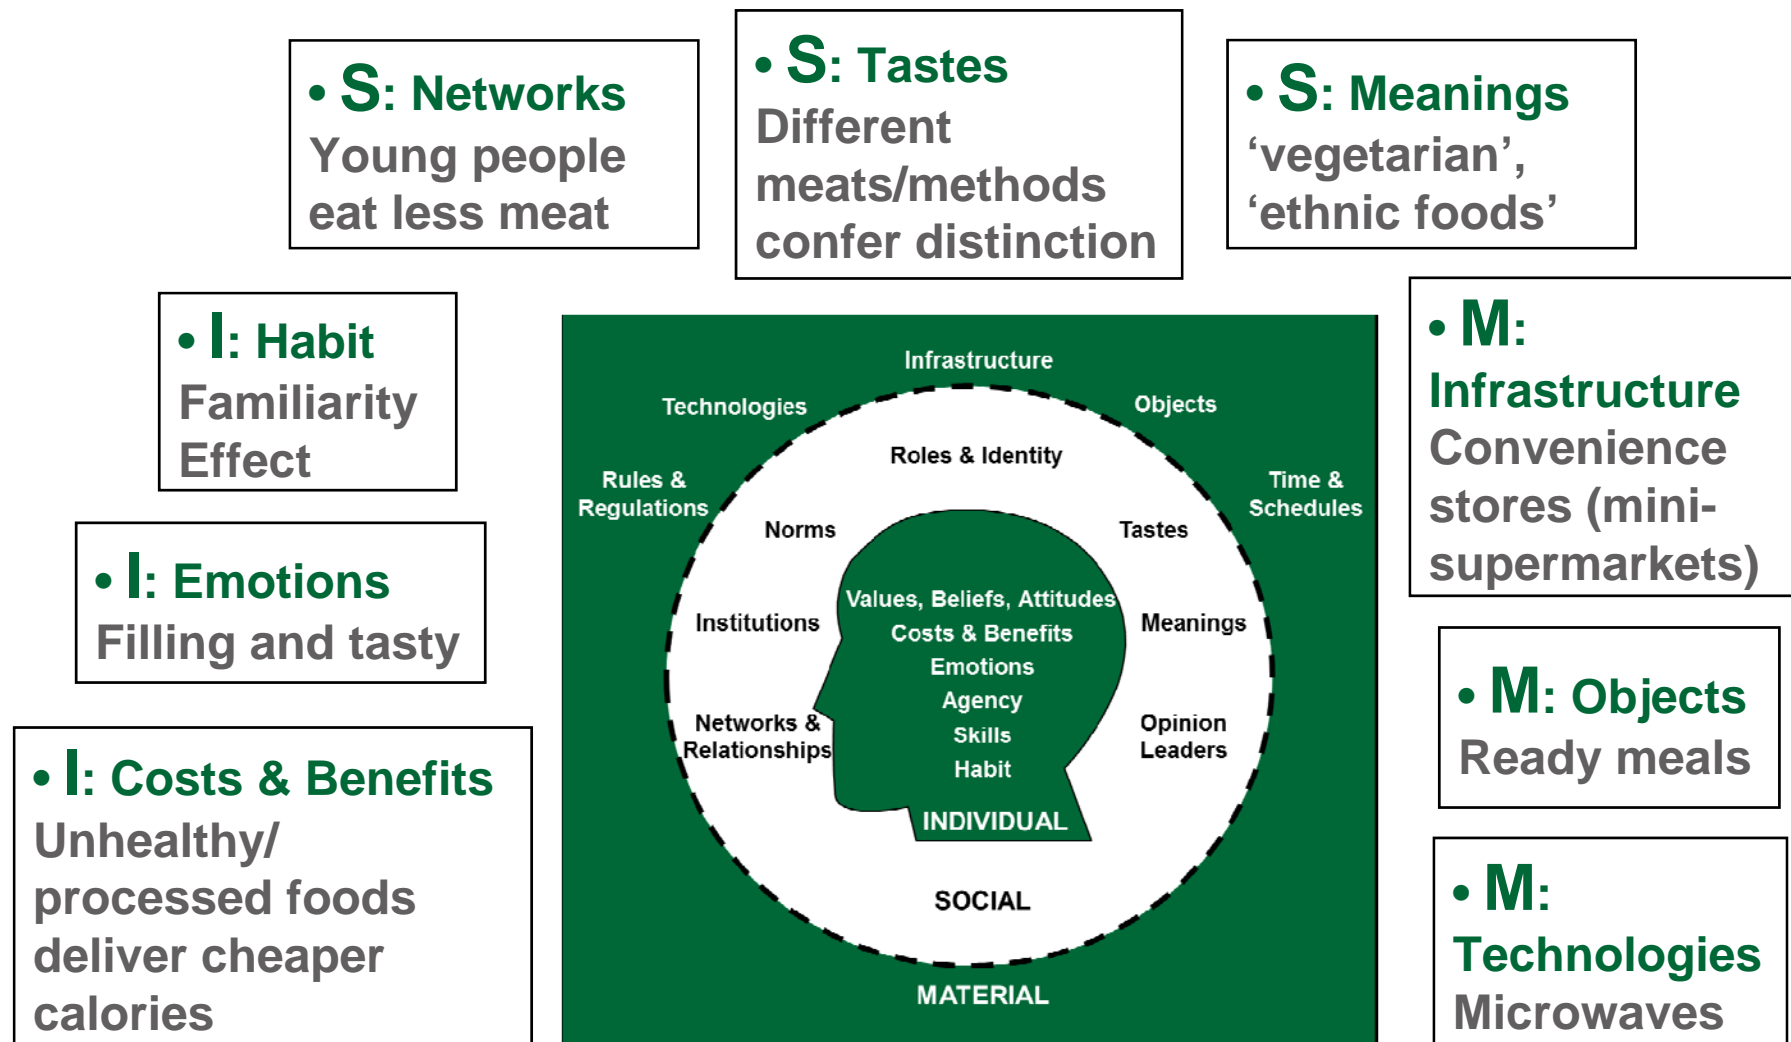 • S: Networks
Young people
eat less meat
• S: Tastes
Different
meats/methods
confer distinction
• S: Meanings
‘vegetarian’,
‘ethnic foods’
• I: Habit
Familiarity
Effect
• I: Emotions
Filling and tasty
• I: Costs & Benefits
Unhealthy/
processed foods
deliver cheaper
calories
Infrastructure
Technologies
Objects
Rules &
Regulations
Time &
Schedules
Roles & Identity
Norms
Tastes
Institutions
Meanings
Networks &
Relationships
Opinion
Leaders
Values, Beliefs, Attitudes
Costs & Benefits
Emotions
Agency
Skills
Habit
INDIVIDUAL
SOCIAL
MATERIAL
• M:
Infrastructure
Convenience
stores (mini-
supermarkets)
• M: Objects
Ready meals
• M:
Technologies
Microwaves